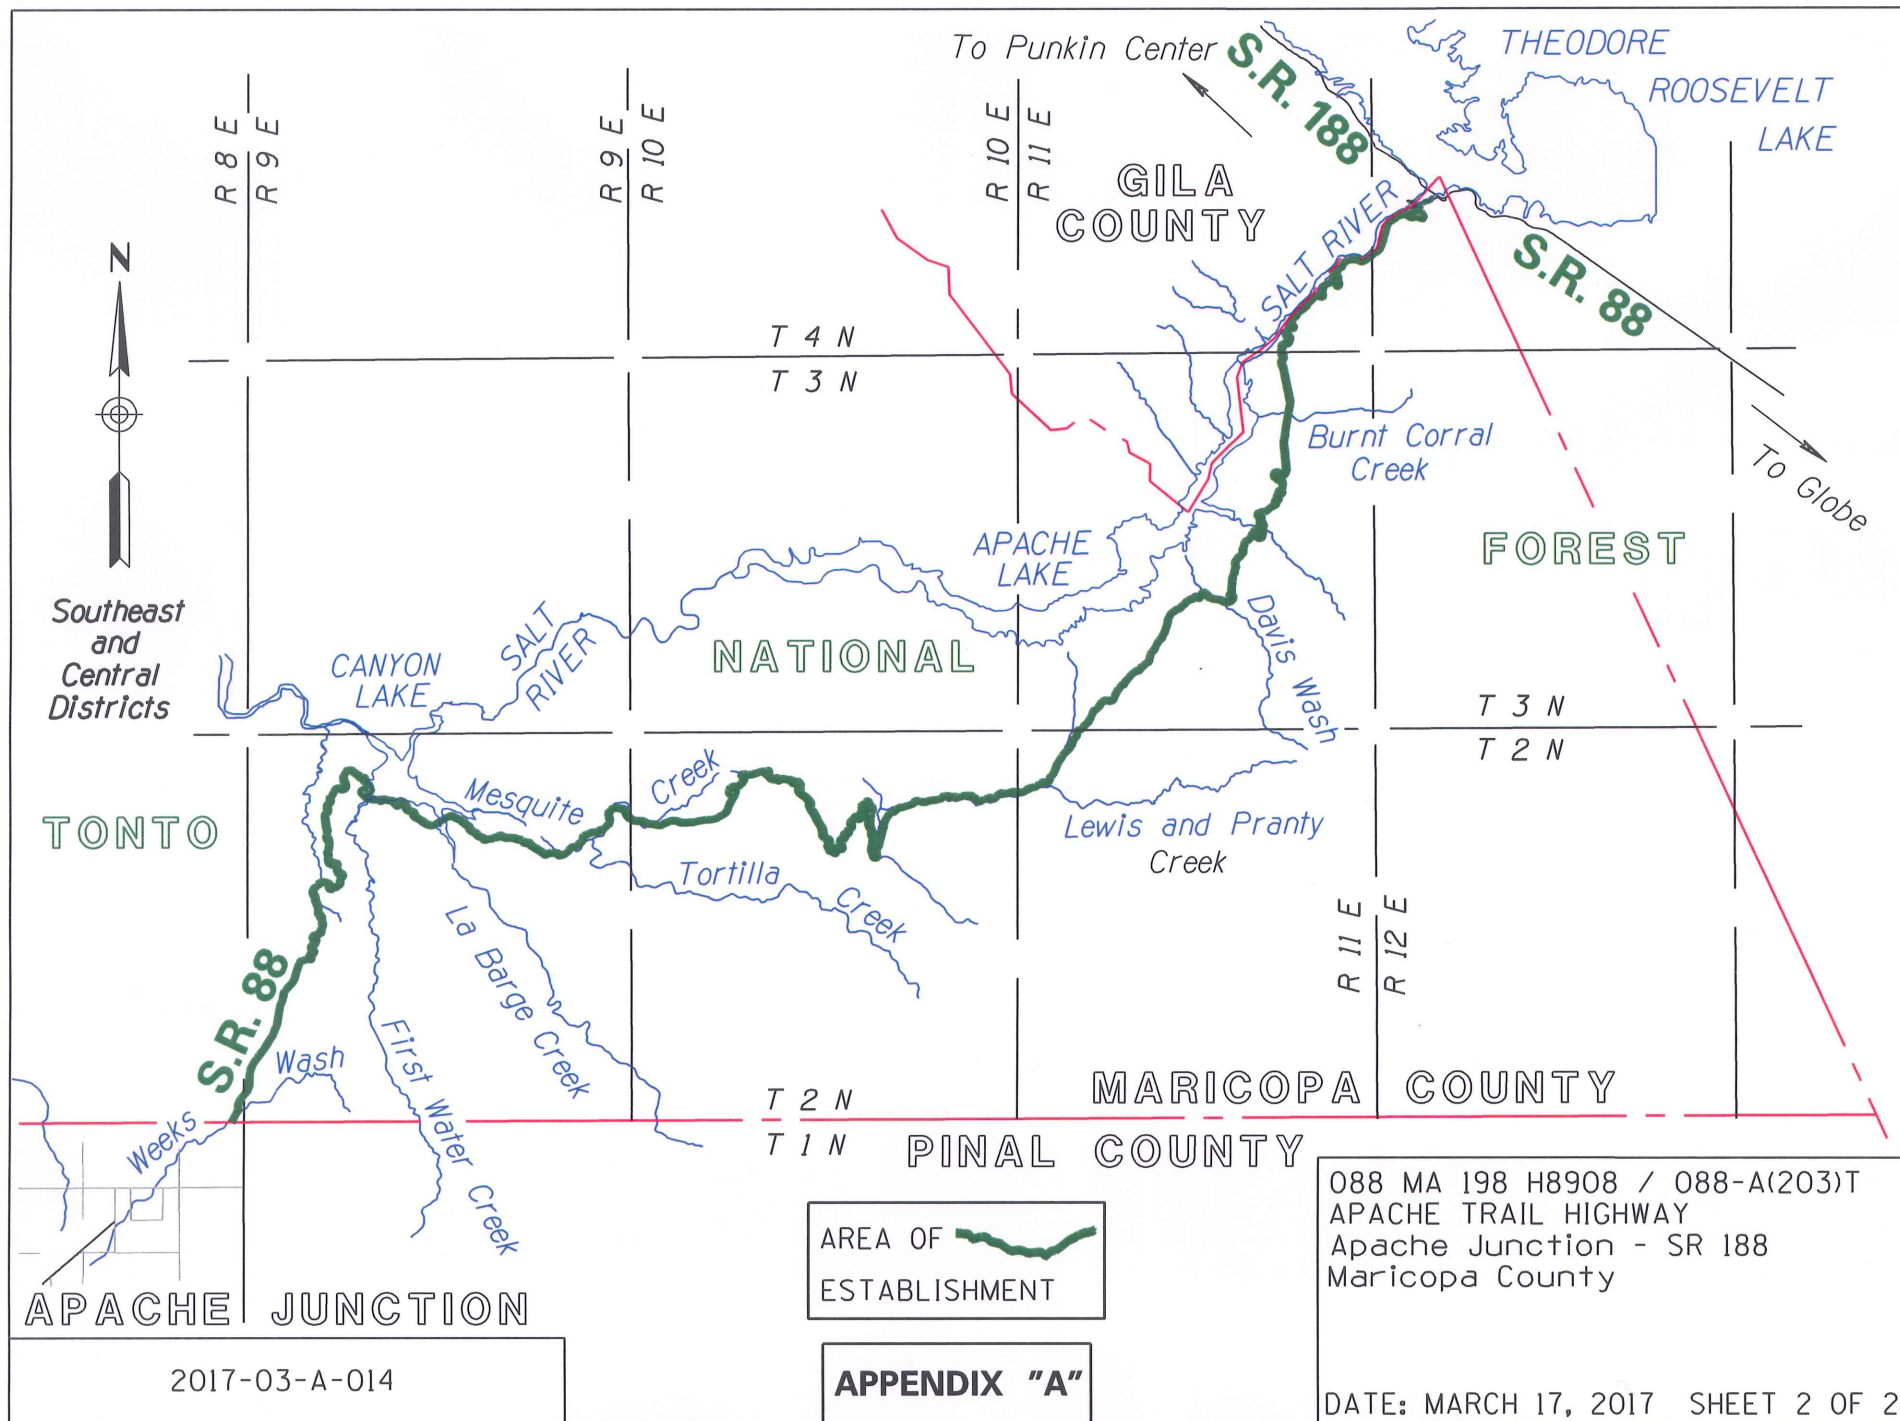 To Punkin Center
S.R. 188
THEODORE
ROOSEVELT
LAKE
R 8 E
R 9 E
R 9 E
R 10 E
R 10 E
R 11 E
GILA
COUNTY
SALT RIVER
S.R. 88
N
T 4 N
T 3 N
Burnt Corral
Creek
To Globe
APACHE
LAKE
FOREST
Southeast
and
Central
Districts
SALT
RIVER
CANYON
LAKE
NATIONAL
Davis Wash
T 3 N
T 2 N
TONTO
Mesquite
Creek
Lewis and Pranty
Creek
Tortilla
Creek
La Barge Creek
R 11 E
R 12 E
S.R. 88
Wash
First Water Creek
Weeks
MARICOPA COUNTY
T 2 N
T 1 N
PINAL COUNTY
APACHE JUNCTION
AREA OF
ESTABLISHMENT
088 MA 198 H8908 / 088-A(203)T
APACHE TRAIL HIGHWAY
Apache Junction - SR 188
Maricopa County
2017-03-A-014
APPENDIX "A"
DATE: MARCH 17, 2017 SHEET 2 OF 2